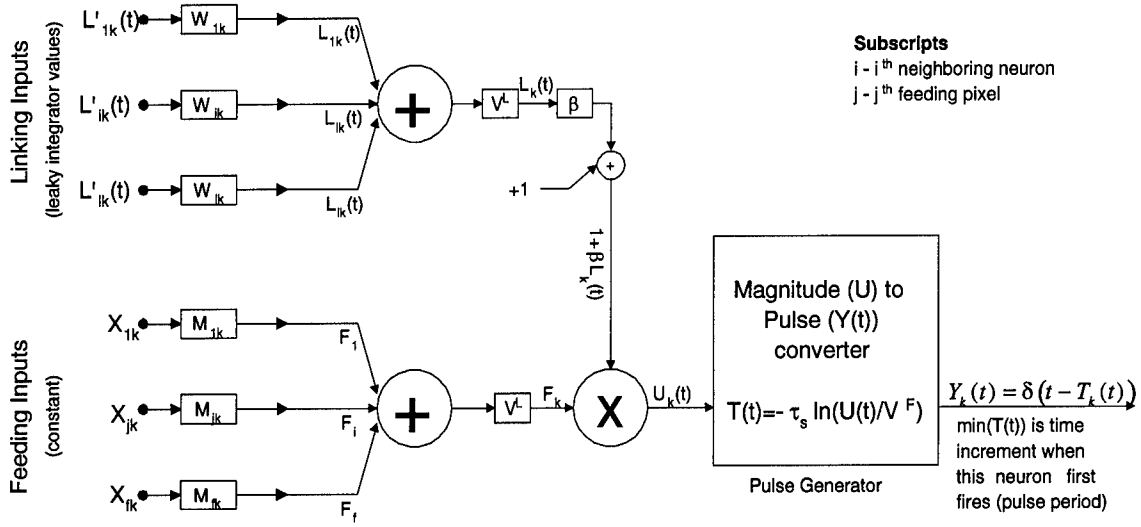 Linking Inputs
(leaky integrator values)
L'1k(t)
W1k
L1k(t)
L'ik(t)
Wik
Lik(t)
L'lk(t)
Wlk
Llk(t)
+
V^L
Lk(t)
β
+
+1
1+βLk(t)
Subscripts
i - i th neighboring neuron
j - j th feeding pixel
Feeding Inputs
(constant)
X1k
M1k
F1
Xjk
Mjk
Fi
Xfk
Mfk
Ff
+
V^L
Fk
X
Uk(t)
Magnitude (U) to
Pulse (Y(t))
converter
T(t)=- τs ln(U(t)/V F)
Pulse Generator
Yk(t) = δ(t−Tk(t))
min(T(t)) is time
increment when
this neuron first
fires (pulse period)